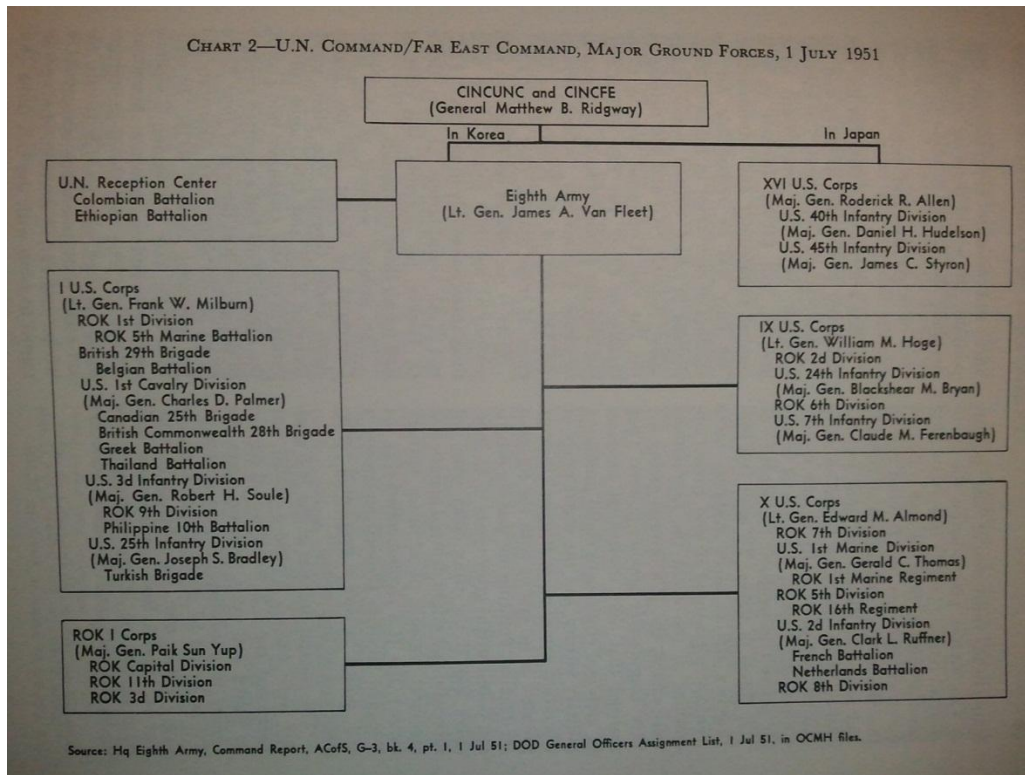 CHART 2—U.N. COMMAND/FAR EAST COMMAND, MAJOR GROUND FORCES, 1 JULY 1951
CINCUNC and CINCFE
(General Matthew B. Ridgway)
In Korea
In Japan
U.N. Reception Center
Colombian Battalion
Ethiopian Battalion
Eighth Army
(Lt. Gen. James A. Van Fleet)
XVI U.S. Corps
(Maj. Gen. Roderick R. Allen)
U.S. 40th Infantry Division
(Maj. Gen. Daniel H. Hudelson)
U.S. 45th Infantry Division
(Maj. Gen. James C. Styron)
I U.S. Corps
(Lt. Gen. Frank W. Milburn)
ROK 1st Division
ROK 5th Marine Battalion
British 29th Brigade
Belgian Battalion
U.S. 1st Cavalry Division
(Maj. Gen. Charles D. Palmer)
Canadian 25th Brigade
British Commonwealth 28th Brigade
Greek Battalion
Thailand Battalion
U.S. 3d Infantry Division
(Maj. Gen. Robert H. Soule)
ROK 9th Division
Philippine 10th Battalion
U.S. 25th Infantry Division
(Maj. Gen. Joseph S. Bradley)
Turkish Brigade
IX U.S. Corps
(Lt. Gen. William M. Hoge)
ROK 2d Division
U.S. 24th Infantry Division
(Maj. Gen. Blackshear M. Bryan)
ROK 6th Division
U.S. 7th Infantry Division
(Maj. Gen. Claude M. Ferenbaugh)
X U.S. Corps
(Lt. Gen. Edward M. Almond)
ROK 7th Division
U.S. 1st Marine Division
(Maj. Gen. Gerald C. Thomas)
ROK 1st Marine Regiment
ROK 5th Division
ROK 16th Regiment
U.S. 2d Infantry Division
(Maj. Gen. Clark L. Ruffner)
French Battalion
Netherlands Battalion
ROK 8th Division
ROK I Corps
(Maj. Gen. Paik Sun Yup)
ROK Capital Division
ROK 11th Division
ROK 3d Division
Source: Hq Eighth Army, Command Report, ACofS, G-3, bk. 4, pt. 1, 1 Jul 51; DOD General Officers Assignment List, 1 Jul 51, in OCMH files.